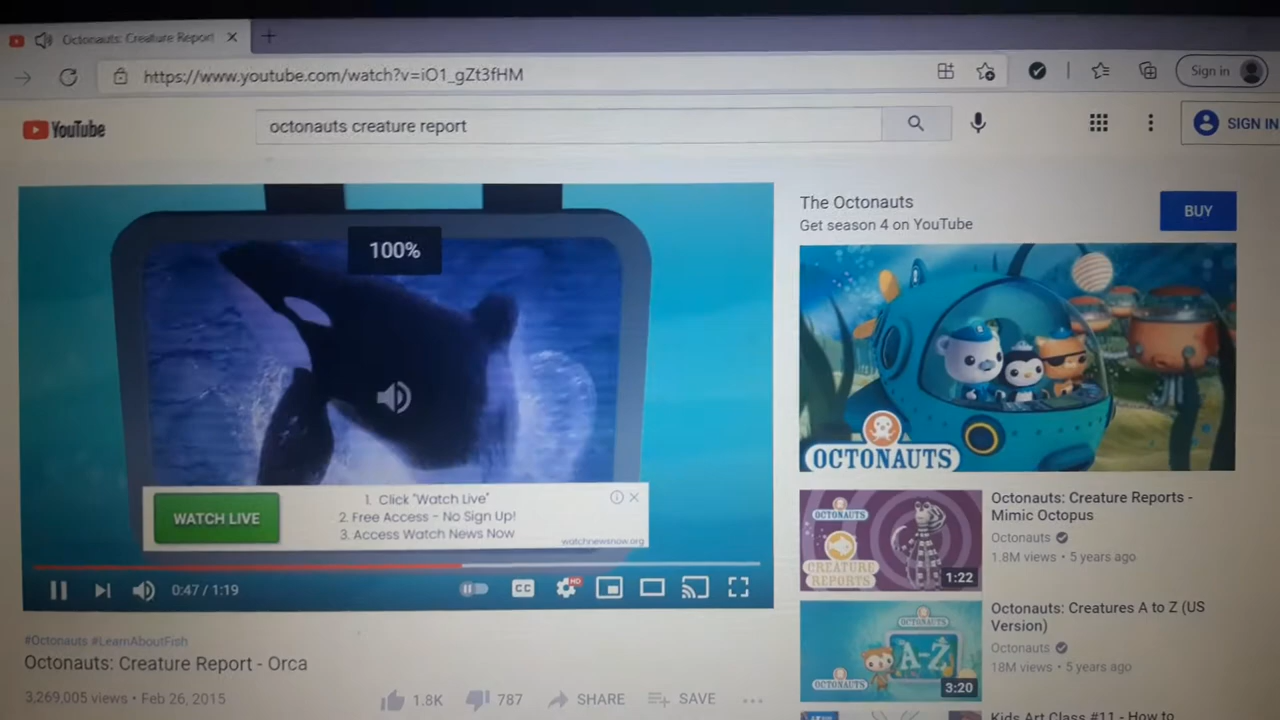 Octonauts: Creature Report
https://www.youtube.com/watch?v=iO1_gZt3fHM
Sign in
YouTube
octonauts creature report
SIGN IN
100%
WATCH LIVE
1. Click "Watch Live"
2. Free Access - No Sign Up!
3. Access Watch News Now
watchnewsnow.org
0:47 / 1:19
CC
HD
#Octonauts #LearnAboutFish
Octonauts: Creature Report - Orca
3,269,005 views • Feb 26, 2015
1.8K
787
SHARE
SAVE
The Octonauts
Get season 4 on YouTube
BUY
OCTONAUTS
OCTONAUTS
CREATURE
REPORTS
1:22
Octonauts: Creature Reports -
Mimic Octopus
Octonauts
1.8M views • 5 years ago
OCTONAUTS
A-Z
OCTONAUTS
3:20
Octonauts: Creatures A to Z (US
Version)
Octonauts
18M views • 5 years ago
Kids Art Class #11 - How to